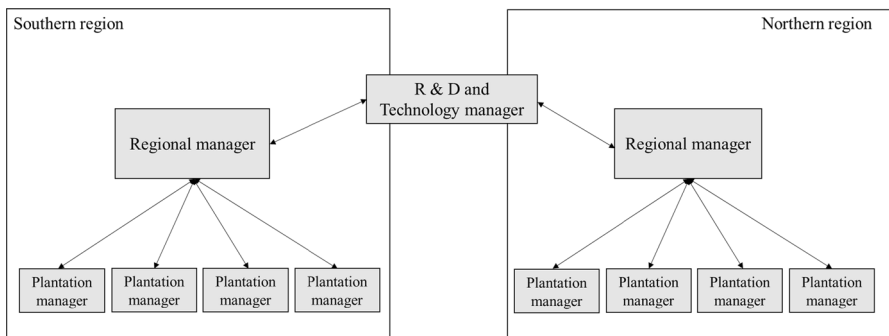 Southern region
Northern region
R & D and
Technology manager
Regional manager
Regional manager
Plantation
manager
Plantation
manager
Plantation
manager
Plantation
manager
Plantation
manager
Plantation
manager
Plantation
manager
Plantation
manager